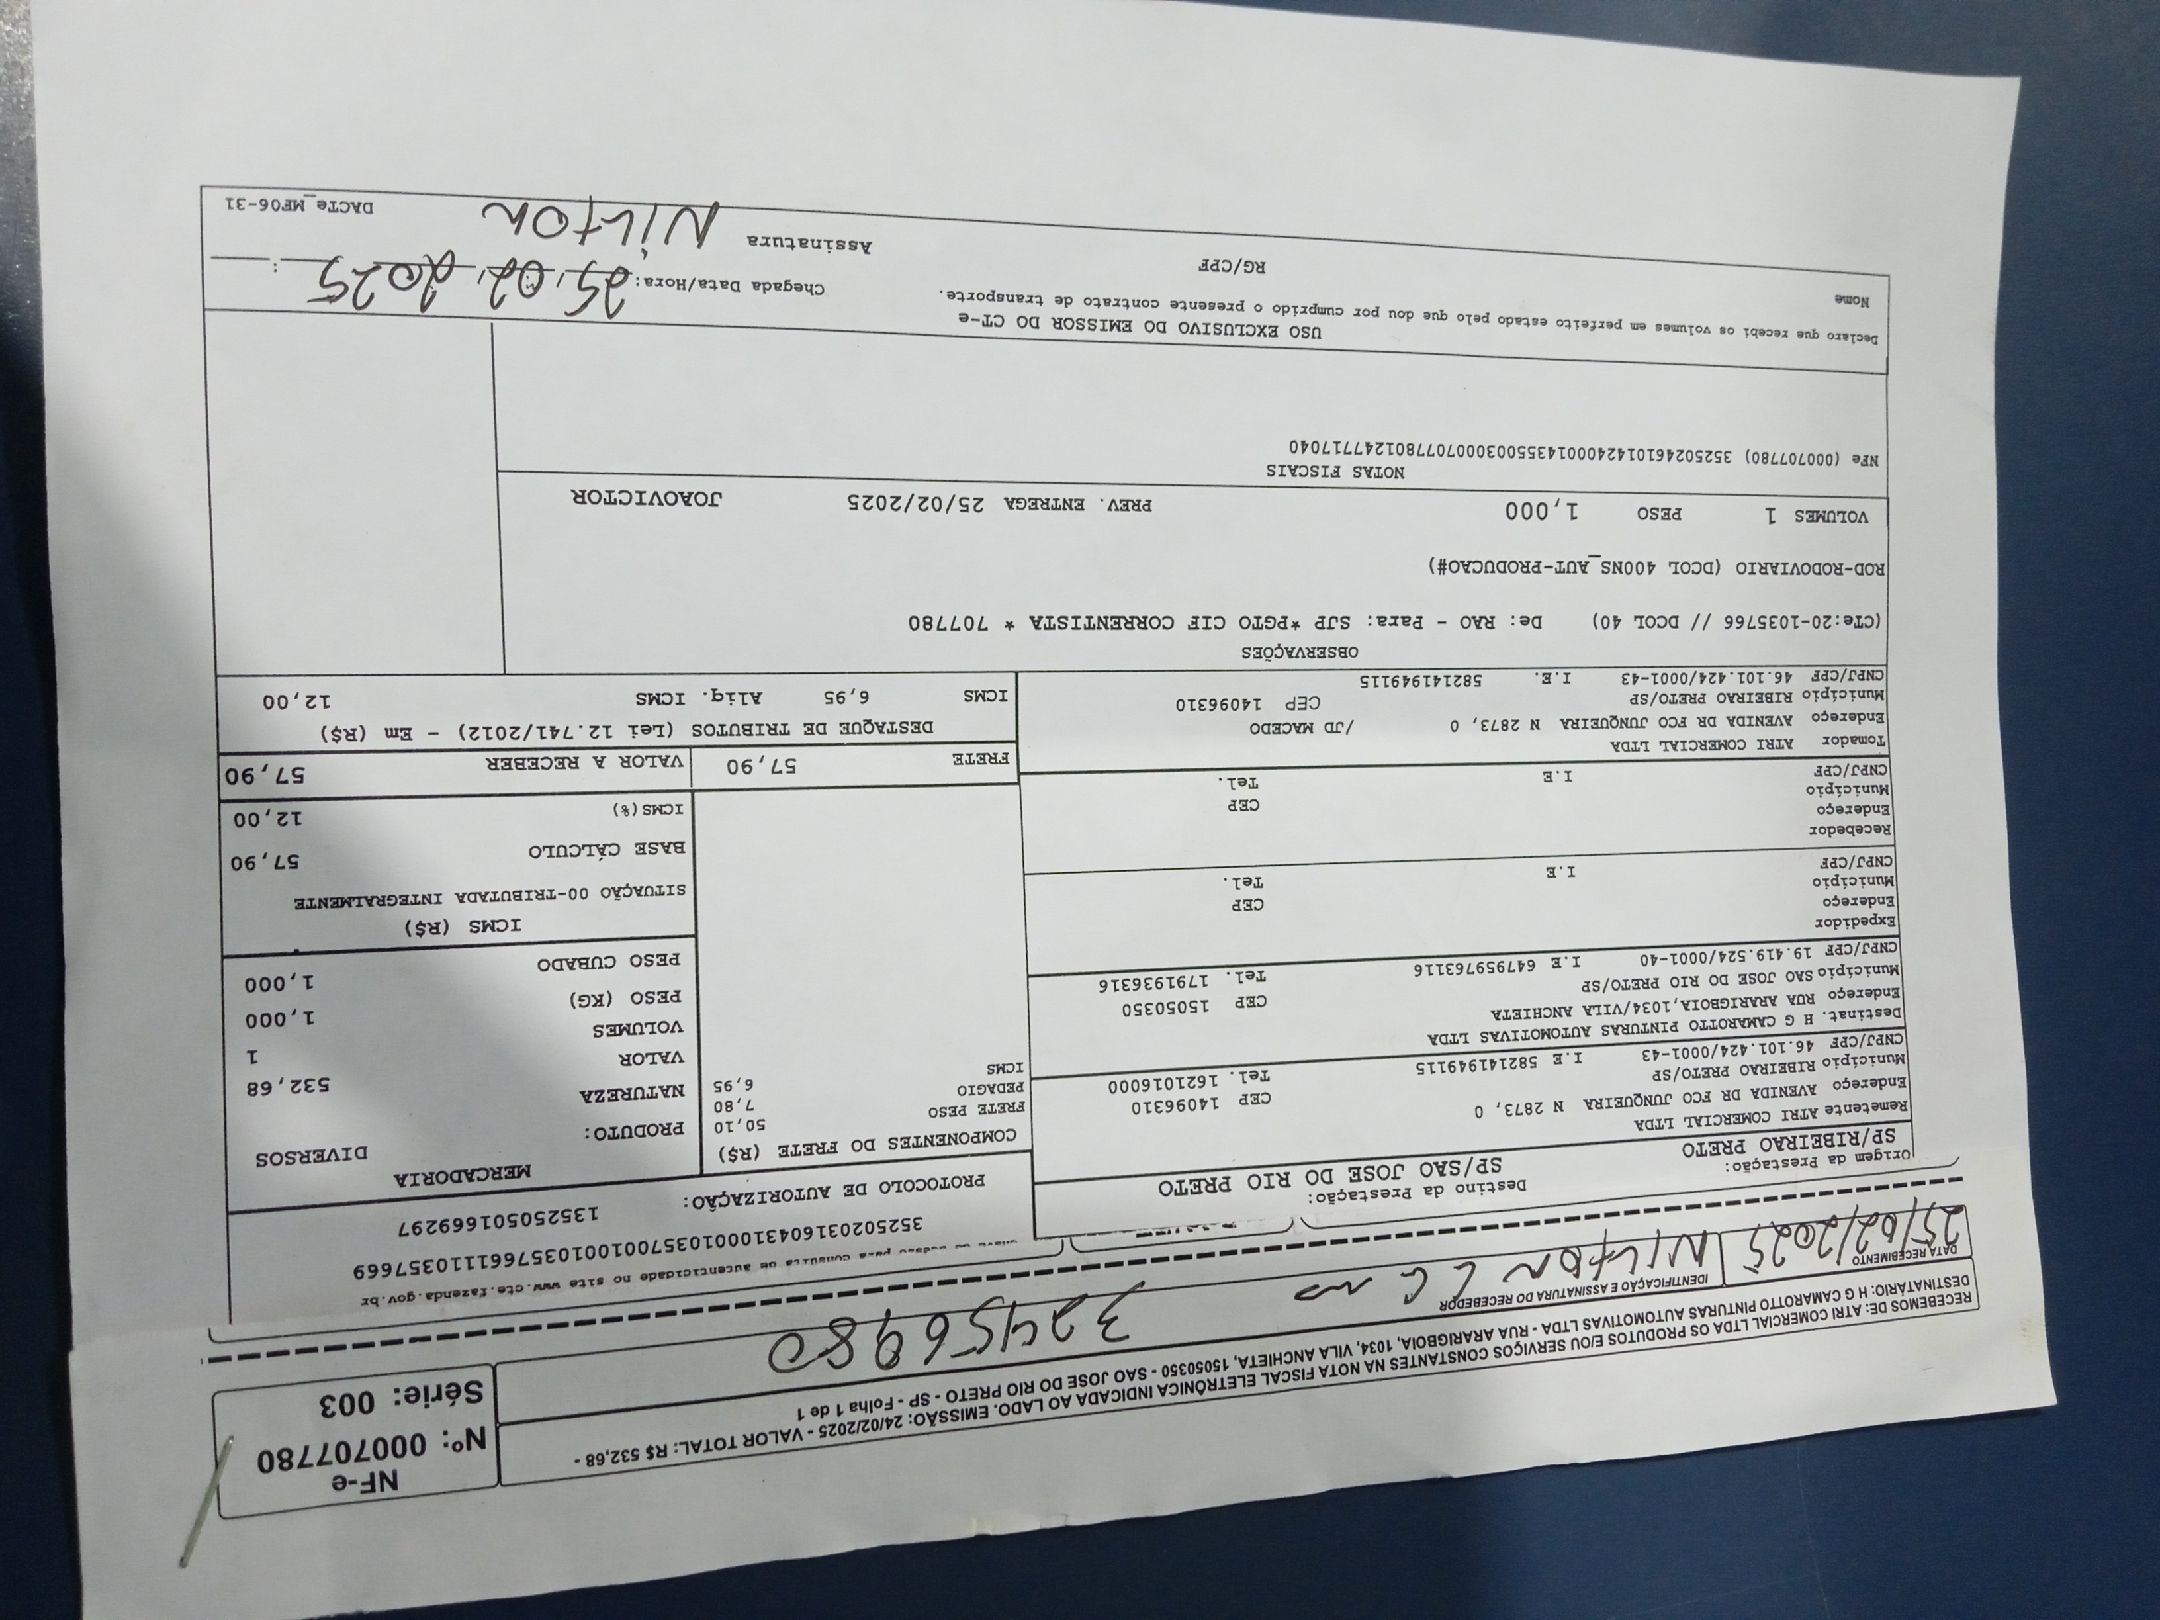 RECEBEMOS DE: ATRI COMERCIAL LTDA OS PRODUTOS E/OU SERVIÇOS CONSTANTES NA NOTA FISCAL ELETRÔNICA INDICADA AO LADO. EMISSÃO: 24/02/2025 - VALOR TOTAL: R$ 532,68 -
DESTINATÁRIO: H G CAMAROTTO PINTURAS AUTOMOTIVAS LTDA - RUA ARARIGBOIA, 1034, VILA ANCHIETA, 15050350 - SAO JOSE DO RIO PRETO - SP - Folha 1 de 1
NF-e
Nº: 000707780
Série: 003
DATA RECEBIMENTO
25/02/2025
IDENTIFICAÇÃO E ASSINATURA DO RECEBEDOR
NiLton
consulta de autenticidade no site www.cte.fazenda.gov.br
35250203160431000103570010010357661110357669
PROTOCOLO DE AUTORIZAÇÃO: 135250501669297
Origem da Prestação:
SP/RIBEIRAO PRETO
Destino da Prestação:
SP/SAO JOSE DO RIO PRETO
Remetente ATRI COMERCIAL LTDA
Endereço AVENIDA DR FCO JUNQUEIRA N 2873, 0
Município RIBEIRAO PRETO/SP CEP 14096310
CNPJ/CPF 46.101.424/0001-43 I.E 582141949115 Tel. 1621016000
Destinat. H G CAMAROTTO PINTURAS AUTOMOTIVAS LTDA
Endereço RUA ARARIGBOIA,1034/VILA ANCHIETA
Município SAO JOSE DO RIO PRETO/SP CEP 15050350
CNPJ/CPF 19.419.524/0001-40 I.E 647959763116 Tel. 1791936316
Expedidor
Endereço
Município CEP
CNPJ/CPF I.E Tel.
Recebedor
Endereço
Município CEP
CNPJ/CPF I.E Tel.
Tomador ATRI COMERCIAL LTDA
Endereço AVENIDA DR FCO JUNQUEIRA N 2873, 0 /JD MACEDO
Município RIBEIRAO PRETO/SP CEP 14096310
CNPJ/CPF 46.101.424/0001-43 I.E. 582141949115
COMPONENTES DO FRETE (R$)
FRETE PESO 50,10
PEDAGIO 7,80
ICMS 6,95
MERCADORIA
PRODUTO: DIVERSOS
NATUREZA
VALOR 532,68
VOLUMES 1
PESO (KG) 1,000
PESO CUBADO 1,000
ICMS (R$)
SITUAÇÃO 00-TRIBUTADA INTEGRALMENTE
BASE CÁLCULO 57,90
ICMS(%) 12,00
FRETE 57,90
VALOR A RECEBER 57,90
DESTAQUE DE TRIBUTOS (Lei 12.741/2012) - Em (R$)
ICMS 6,95 Aliq. ICMS 12,00
OBSERVAÇÕES
(CTe:20-1035766 // DCOL 40) De: RAO - Para: SJP *PGTO CIF CORRENTISTA * 707780
ROD-RODOVIARIO (DCOL 400NS_AUT-PRODUCAO#)
VOLUMES 1 PESO 1,000 PREV. ENTREGA 25/02/2025 JOAOVICTOR
NOTAS FISCAIS
NFe (000707780) 35250246101424000143550030007077801247717040
USO EXCLUSIVO DO EMISSOR DO CT-e
Declaro que recebi os volumes em perfeito estado pelo que dou por cumprido o presente contrato de transporte.
Chegada Data/Hora: 25,02,2025 :
Nome
RG/CPF
Assinatura NiLton
DACTe_MF06-31